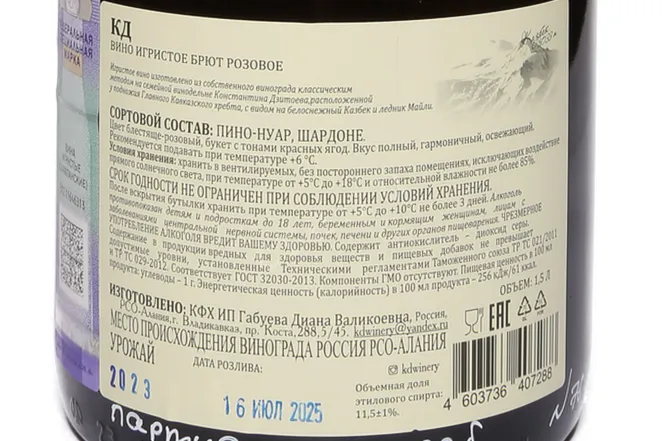 КД
ВИНО ИГРИСТОЕ БРЮТ РОЗОВОЕ
Игристое вино изготовлено из собственного винограда классическим
методом на семейной винодельне Константина Дзитоева, расположенной
у подножия Главного Кавказского хребта, с видом на белоснежный Казбек и ледник Майли.
СОРТОВОЙ СОСТАВ: ПИНО-НУАР, ШАРДОНЕ.
Цвет блестяще-розовый, букет с тонами красных ягод. Вкус полный, гармоничный, освежающий.
Рекомендуется подавать при температуре +6 °С.
Условия хранения: хранить в вентилируемых, без постороннего запаха помещениях, исключающих воздействие
прямого солнечного света, при температуре от +5°С до +18°С и относительной влажности не более 85%.
СРОК ГОДНОСТИ НЕ ОГРАНИЧЕН ПРИ СОБЛЮДЕНИИ УСЛОВИЙ ХРАНЕНИЯ.
После вскрытия бутылки хранить при температуре от +5°С до +10°С не более 3 дней. Алкоголь
противопоказан детям и подросткам до 18 лет, беременным и кормящим женщинам, лицам с
заболеваниями центральной нервной системы, почек, печени и других органов пищеварения. ЧРЕЗМЕРНОЕ
УПОТРЕБЛЕНИЕ АЛКОГОЛЯ ВРЕДИТ ВАШЕМУ ЗДОРОВЬЮ. Содержит антиокислитель – диоксид серы.
Содержание в продукции вредных для здоровья веществ и пищевых добавок не превышает
допустимые уровни, установленные Техническими регламентами Таможенного союза ТР ТС 021/2011
и ТР ТС 029-2012. Соответствует ГОСТ 32030-2013. Компоненты ГМО отсутствуют. Пищевая ценность в 100 мл
продукта: углеводы – 1 г. Энергетическая ценность (калорийность) в 100 мл продукта – 256 кДж/61 ккал.
ОБЪЕМ: 1,5 Л
ИЗГОТОВЛЕНО: КФХ ИП Габуева Диана Валикоевна, Россия,
РСО-Алания, г. Владикавказ, пр. Коста, 288,5/45. kdwinery@yandex.ru
МЕСТО ПРОИСХОЖДЕНИЯ ВИНОГРАДА РОССИЯ РСО-АЛАНИЯ
УРОЖАЙ
ДАТА РОЗЛИВА:
2023
16 ИЮЛ 2025
kdwinery
Объемная доля
этилового спирта:
11,5±1%.
EAC
4 603736 407288
МАРКА